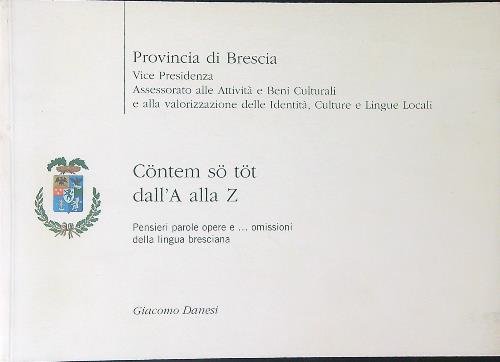 Provincia di Brescia
Vice Presidenza
Assessorato alle Attività e Beni Culturali
e alla valorizzazione delle Identità, Culture e Lingue Locali
Cöntem sö töt
dall'A alla Z
Pensieri parole opere e ... omissioni
della lingua bresciana
Giacomo Danesi